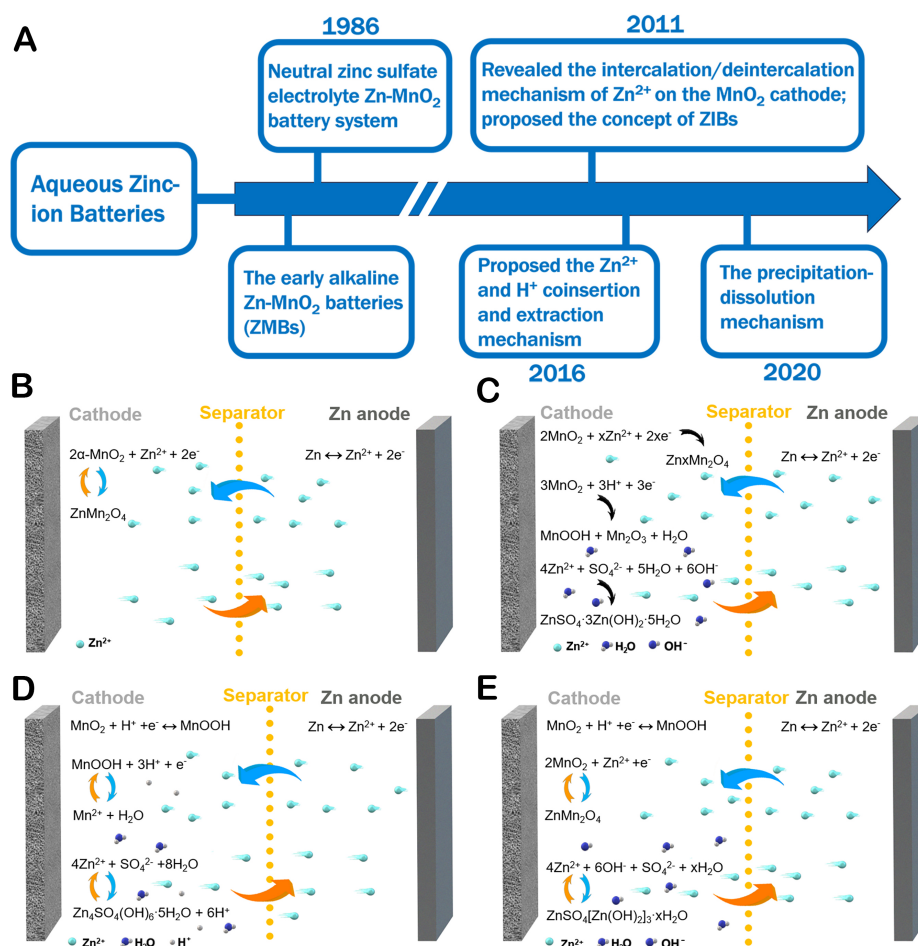 A
1986
2011
Neutral zinc sulfate
electrolyte Zn-MnO₂
battery system
Revealed the intercalation/deintercalation
mechanism of Zn²⁺ on the MnO₂ cathode;
proposed the concept of ZIBs
Aqueous Zinc-
ion Batteries
The early alkaline
Zn-MnO₂ batteries
(ZMBs)
Proposed the Zn²⁺
and H⁺ coinsertion
and extraction
mechanism
The precipitation-
dissolution
mechanism
2016
2020
B
Cathode
Separator
Zn anode
2α-MnO₂ + Zn²⁺ + 2e⁻
Zn ↔ Zn²⁺ + 2e⁻
ZnMn₂O₄
Zn²⁺
C
Cathode
Separator
Zn anode
2MnO₂ + xZn²⁺ + 2xe⁻
ZnxMn₂O₄
Zn ↔ Zn²⁺ + 2e⁻
3MnO₂ + 3H⁺ + 3e⁻
MnOOH + Mn₂O₃ + H₂O
4Zn²⁺ + SO₄²⁻ + 5H₂O + 6OH⁻
ZnSO₄·3Zn(OH)₂·5H₂O
Zn²⁺ H₂O OH⁻
D
Cathode
Separator
Zn anode
MnO₂ + H⁺ +e⁻ ↔ MnOOH
Zn ↔ Zn²⁺ + 2e⁻
MnOOH + 3H⁺ + e⁻
Mn²⁺ + H₂O
4Zn²⁺ + SO₄²⁻ +8H₂O
Zn₄SO₄(OH)₆·5H₂O + 6H⁺
Zn²⁺ H₂O H⁺
E
Cathode
Separator
Zn anode
MnO₂ + H⁺ +e⁻ ↔ MnOOH
Zn ↔ Zn²⁺ + 2e⁻
2MnO₂ + Zn²⁺ +e⁻
ZnMn₂O₄
4Zn²⁺ + 6OH⁻ + SO₄²⁻ + xH₂O
ZnSO₄[Zn(OH)₂]₃·xH₂O
Zn²⁺ H₂O OH⁻